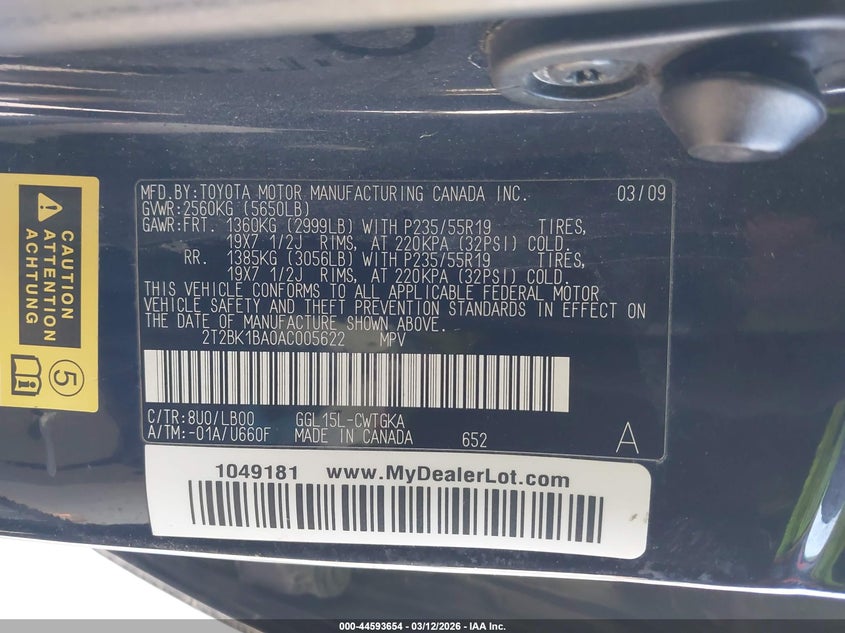 MFD.BY:TOYOTA MOTOR MANUFACTURING CANADA INC. 03/09
GVWR:2560KG (5650LB)
GAWR:FRT. 1360KG (2999LB) WITH P235/55R19 TIRES,
19X7 1/2J RIMS, AT 220KPA (32PSI) COLD.
RR. 1385KG (3056LB) WITH P235/55R19 TIRES,
19X7 1/2J RIMS, AT 220KPA (32PSI) COLD.
THIS VEHICLE CONFORMS TO ALL APPLICABLE FEDERAL MOTOR
VEHICLE SAFETY AND THEFT PREVENTION STANDARDS IN EFFECT ON
THE DATE OF MANUFACTURE SHOWN ABOVE.
2T2BK1BA0AC005622 MPV
C/TR:8U0/LB00 GGL15L-CWTGKA
A/TM:-01A/U660F MADE IN CANADA 652 A
CAUTION
ATTENTION
ACHTUNG
5
1049181 www.MyDealerLot.com
000-44593654 - 03/12/2026 - IAA Inc.